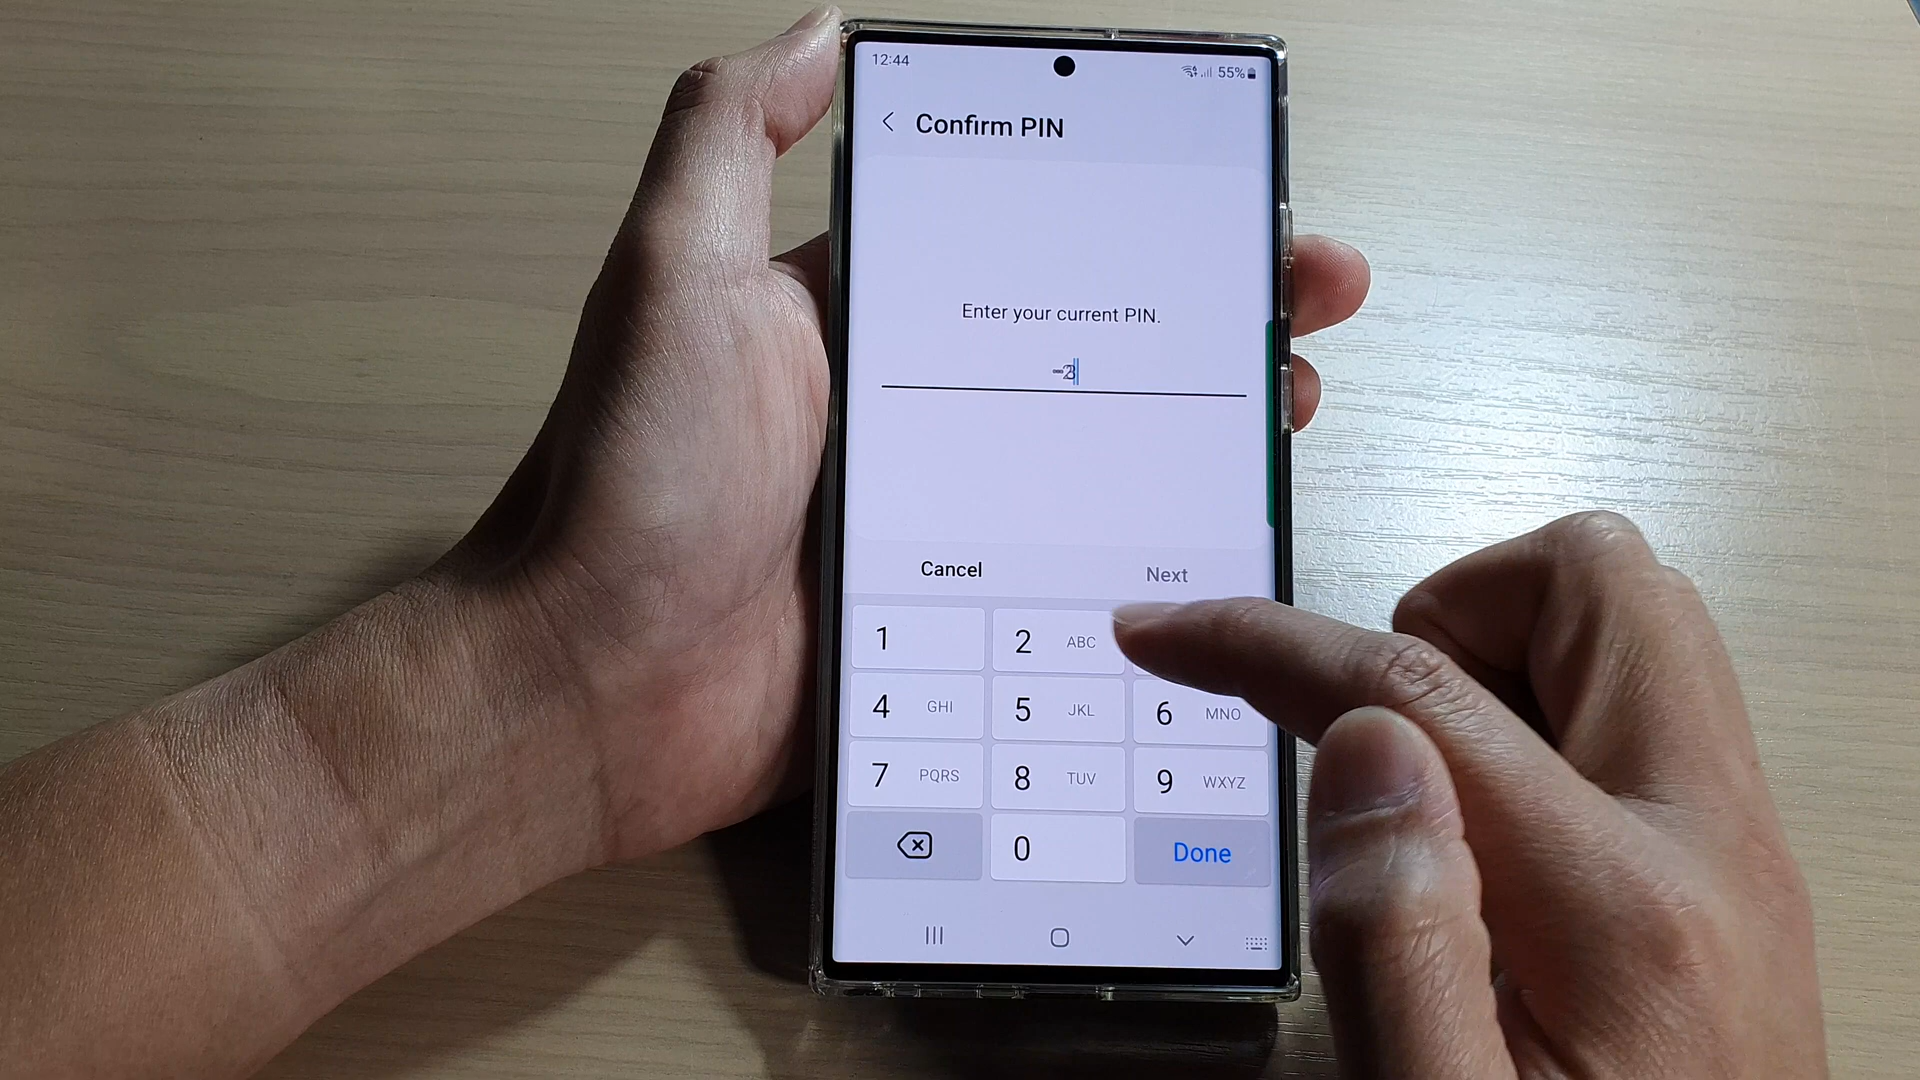 12:44 55%
Confirm PIN
Enter your current PIN.
Cancel Next
1 2 ABC
4 GHI 5 JKL 6 MNO
7 PQRS 8 TUV 9 WXYZ
0 Done